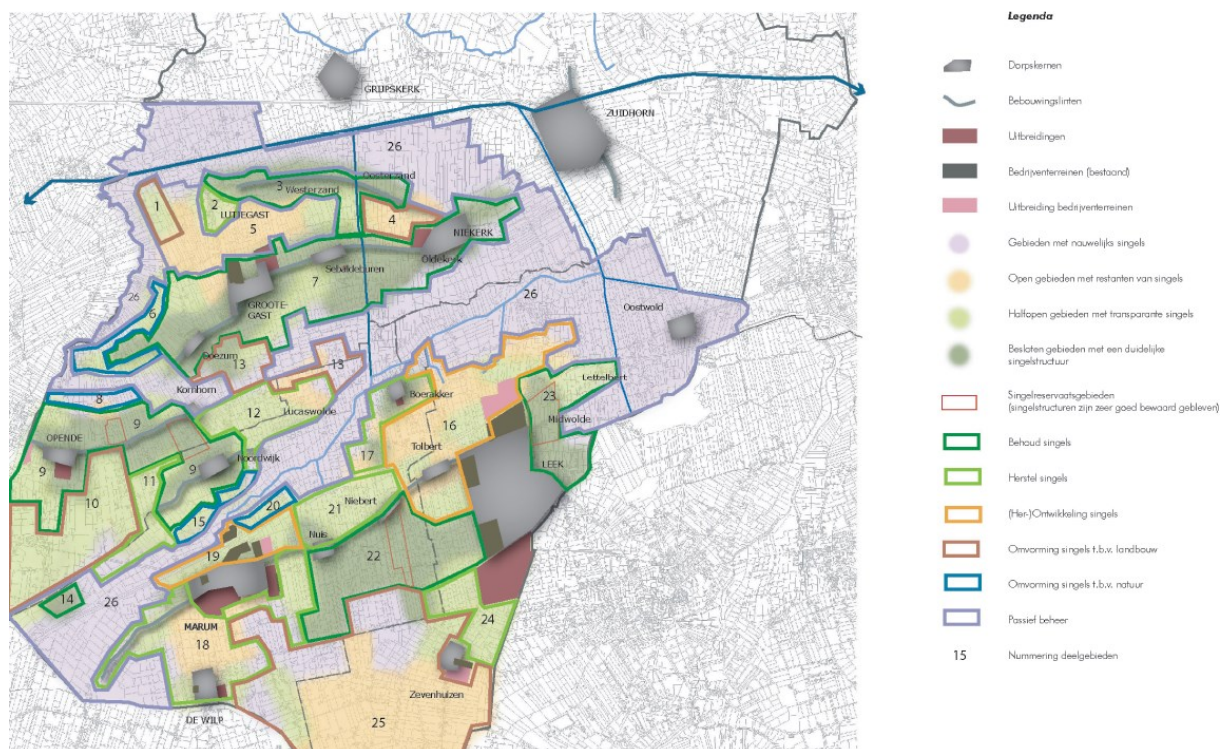 GRIJPSKERK
ZUIDHORN
26
Oosterzand
3
Westerzand
1
2
LUTJEGAST
4
5
NIEKERK
Oldekerk
Sebaldeburen
7
26
26
6
GROOTE-
GAST
Oostwold
Doezum
13
13
Kornhorn
Lettelbert
8
Boerakker
23
12
Lucaswolde
16
Midwolde
9
OPENDE
Tolbert
Noordwijk
17
LEEK
9
9
11
10
20
21
Niebert
15
Nuis
19
22
14
26
MARUM
24
18
Zevenhuizen
DE WILP
25
Legenda
Dorpskernen
Bebouwingslinten
Uitbreidingen
Bedrijventerreinen (bestaand)
Uitbreiding bedrijventerreinen
Gebieden met nauwelijks singels
Open gebieden met restanten van singels
Halfopen gebieden met transparante singels
Besloten gebieden met een duidelijke
singelstructuur
Singelreservaatsgebieden
(singelstructuren zijn zeer goed bewaard gebleven)
Behoud singels
Herstel singels
(Her-)Ontwikkeling singels
Omvorming singels t.b.v. landbouw
Omvorming singels t.b.v. natuur
Passief beheer
15
Nummering deelgebieden